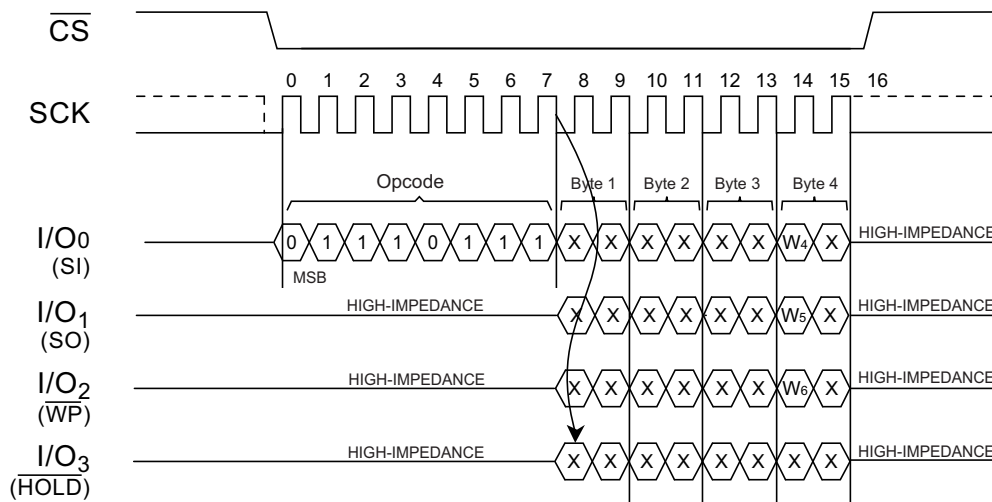 CS
0 1 2 3 4 5 6 7 8 9 10 11 12 13 14 15 16
SCK
Opcode Byte 1 Byte 2 Byte 3 Byte 4
I/O0 0 1 1 1 0 1 1 1 X X X X X X W4 X HIGH-IMPEDANCE
(SI)
MSB
I/O1 HIGH-IMPEDANCE X X X X X X W5 X HIGH-IMPEDANCE
(SO)
I/O2 HIGH-IMPEDANCE X X X X X X W6 X HIGH-IMPEDANCE
(WP)
I/O3 HIGH-IMPEDANCE X X X X X X X X HIGH-IMPEDANCE
(HOLD)